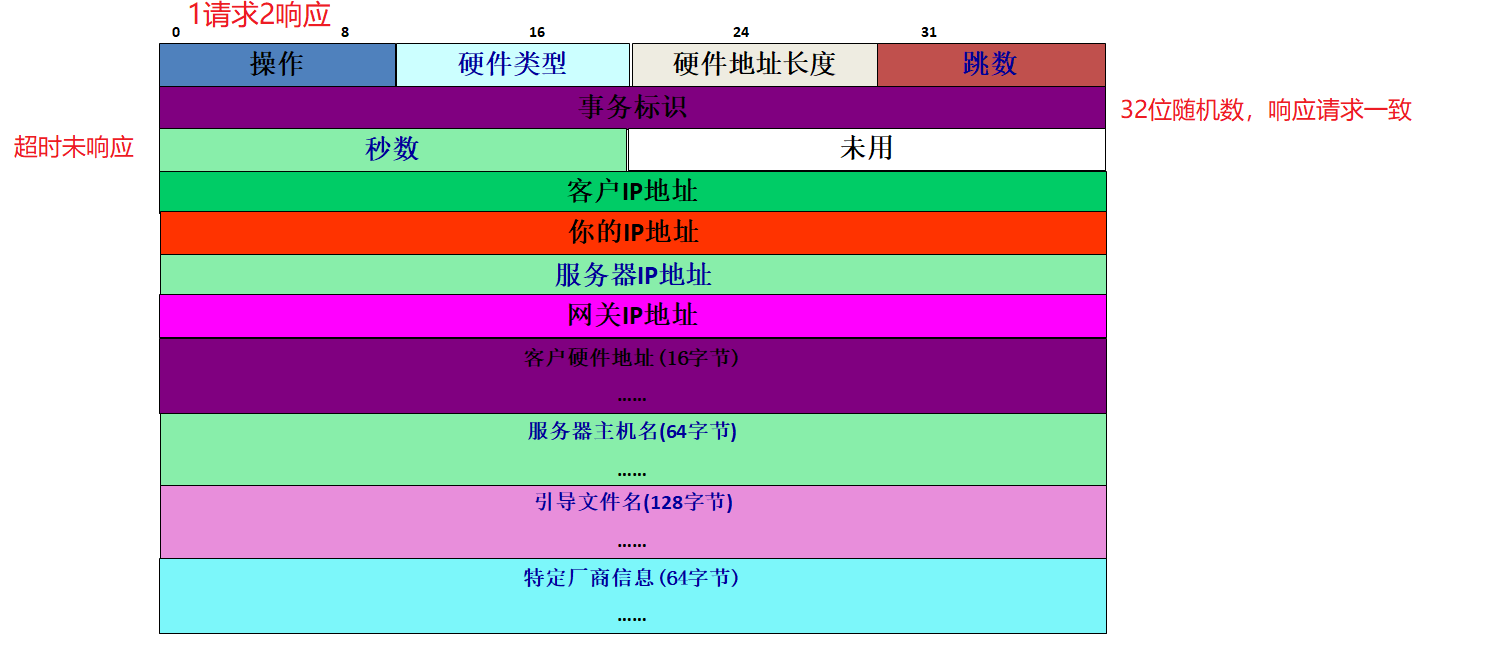 1请求2响应
0 8 16 24 31
操作 硬件类型 硬件地址长度 跳数
事务标识
32位随机数，响应请求一致
超时未响应
秒数 未用
客户IP地址
你的IP地址
服务器IP地址
网关IP地址
客户硬件地址(16字节)
……
服务器主机名(64字节)
……
引导文件名(128字节)
……
特定厂商信息(64字节)
……